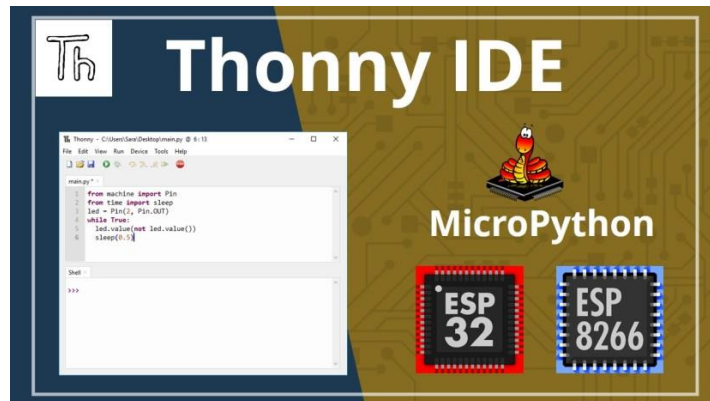 Th
Thonny IDE
Th Thonny - C:\Users\Sara\Desktop\main.py @ 6:13
File Edit View Run Device Tools Help
main.py *
1 from machine import Pin
2 from time import sleep
3 led = Pin(2, Pin.OUT)
4 while True:
5 led.value(not led.value())
6 sleep(0.5)
Shell
>>>
MicroPython
ESP
32
ESP
8266